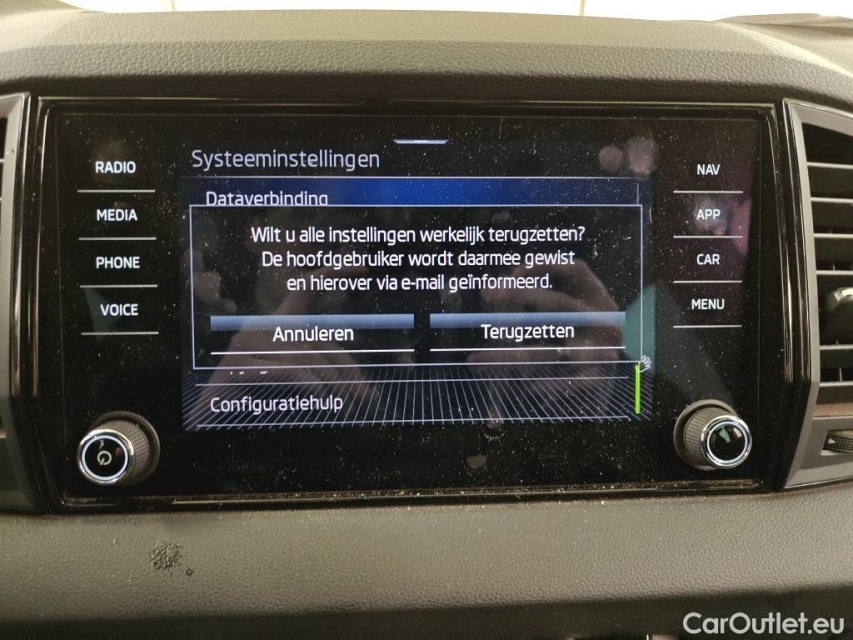 Systeeminstellingen
RADIO
MEDIA
PHONE
VOICE
Dataverbinding
Wilt u alle instellingen werkelijk terugzetten?
De hoofdgebruiker wordt daarmee gewist
en hierover via e-mail geïnformeerd.
Annuleren
Terugzetten
Configuratiehulp
NAV
APP
CAR
MENU
CarOutlet.eu